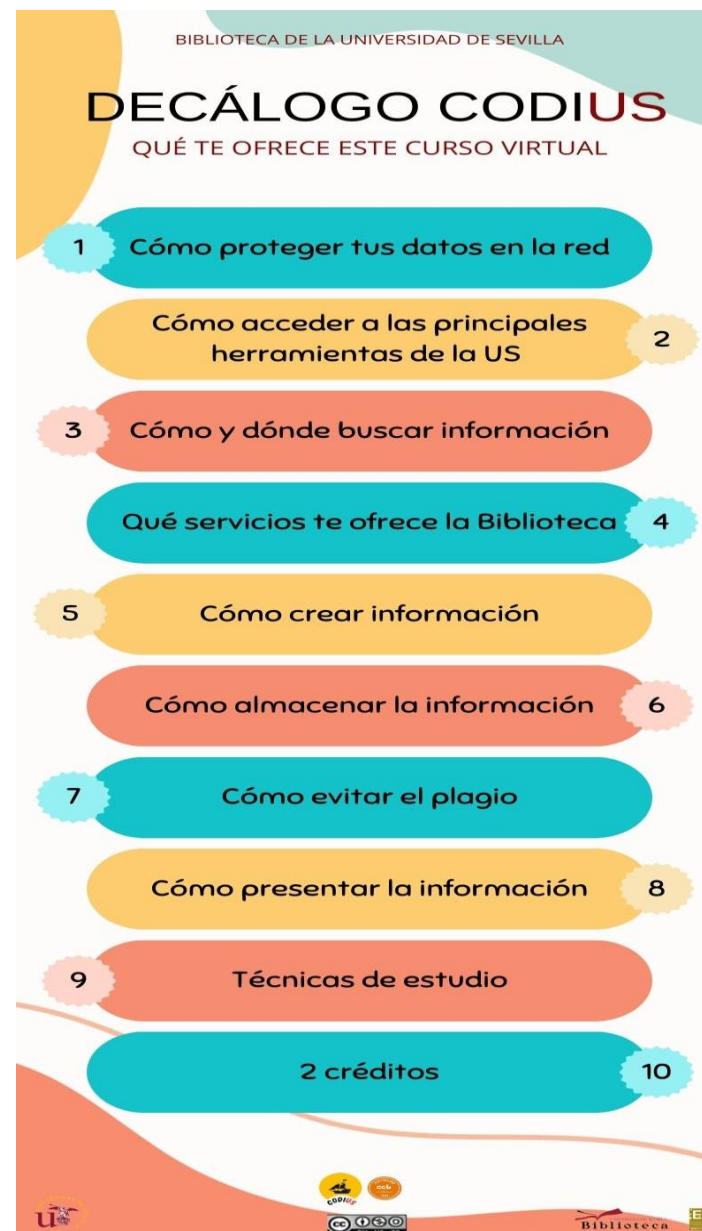 BIBLIOTECA DE LA UNIVERSIDAD DE SEVILLA
DECÁLOGO CODIUS
QUÉ TE OFRECE ESTE CURSO VIRTUAL
1 Cómo proteger tus datos en la red
Cómo acceder a las principales
herramientas de la US 2
3 Cómo y dónde buscar información
Qué servicios te ofrece la Biblioteca 4
5 Cómo crear información
Cómo almacenar la información 6
7 Cómo evitar el plagio
Cómo presentar la información 8
9 Técnicas de estudio
2 créditos 10
CODIUS
cc
Biblioteca